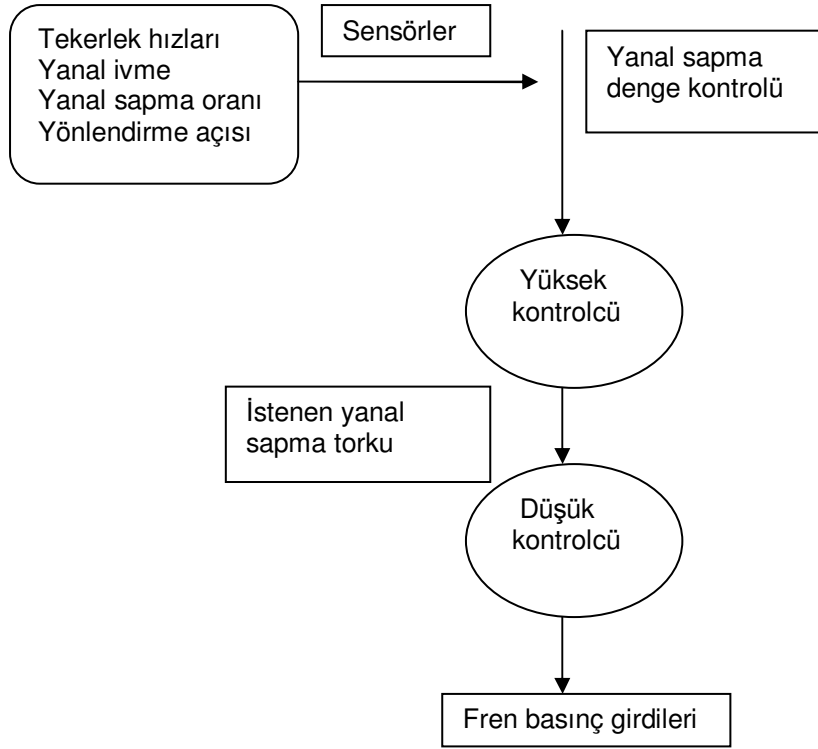 Tekerlek hızları
Yanal ivme
Yanal sapma oranı
Yönlendirme açısı
Sensörler
Yanal sapma
denge kontrolü
Yüksek
kontrolcü
İstenen yanal
sapma torku
Düşük
kontrolcü
Fren basınç girdileri